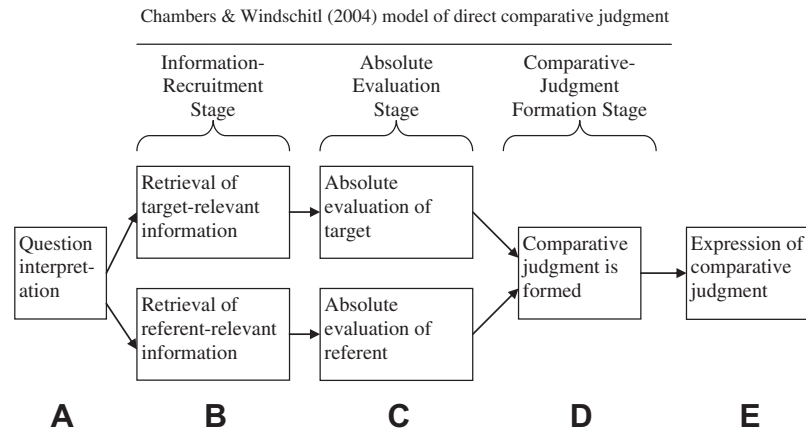 Chambers & Windschitl (2004) model of direct comparative judgment
Information-
Recruitment
Stage
Absolute
Evaluation
Stage
Comparative-
Judgment
Formation Stage
Question
interpret-
ation
Retrieval of
target-relevant
information
Absolute
evaluation of
target
Retrieval of
referent-relevant
information
Absolute
evaluation of
referent
Comparative
judgment is
formed
Expression of
comparative
judgment
A
B
C
D
E